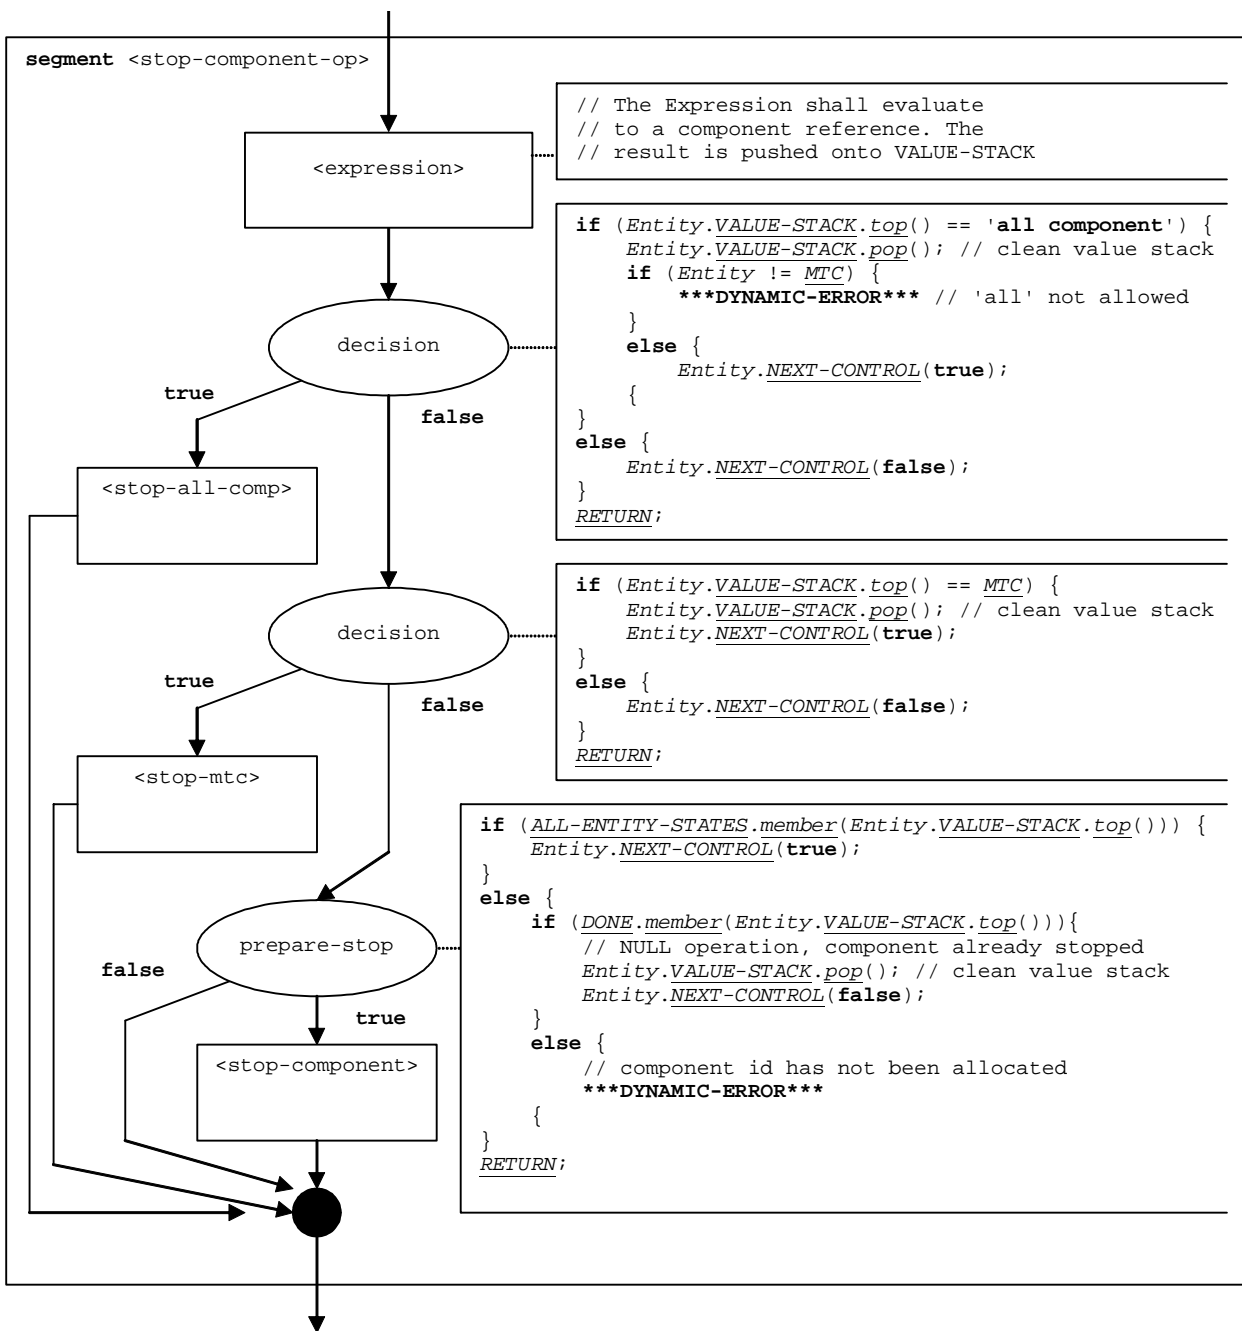 segment <stop-component-op>
// The Expression shall evaluate
// to a component reference. The
// result is pushed onto VALUE-STACK
<expression>
if (Entity.VALUE-STACK.top() == 'all component') {
Entity.VALUE-STACK.pop(); // clean value stack
if (Entity != MTC) {
***DYNAMIC-ERROR*** // 'all' not allowed
}
else {
Entity.NEXT-CONTROL(true);
{
}
else {
Entity.NEXT-CONTROL(false);
}
RETURN;
decision
true
false
<stop-all-comp>
if (Entity.VALUE-STACK.top() == MTC) {
Entity.VALUE-STACK.pop(); // clean value stack
Entity.NEXT-CONTROL(true);
}
else {
Entity.NEXT-CONTROL(false);
}
RETURN;
decision
true
false
<stop-mtc>
if (ALL-ENTITY-STATES.member(Entity.VALUE-STACK.top())) {
Entity.NEXT-CONTROL(true);
}
else {
if (DONE.member(Entity.VALUE-STACK.top())){
// NULL operation, component already stopped
Entity.VALUE-STACK.pop(); // clean value stack
Entity.NEXT-CONTROL(false);
}
else {
// component id has not been allocated
***DYNAMIC-ERROR***
{
}
RETURN;
prepare-stop
false
true
<stop-component>